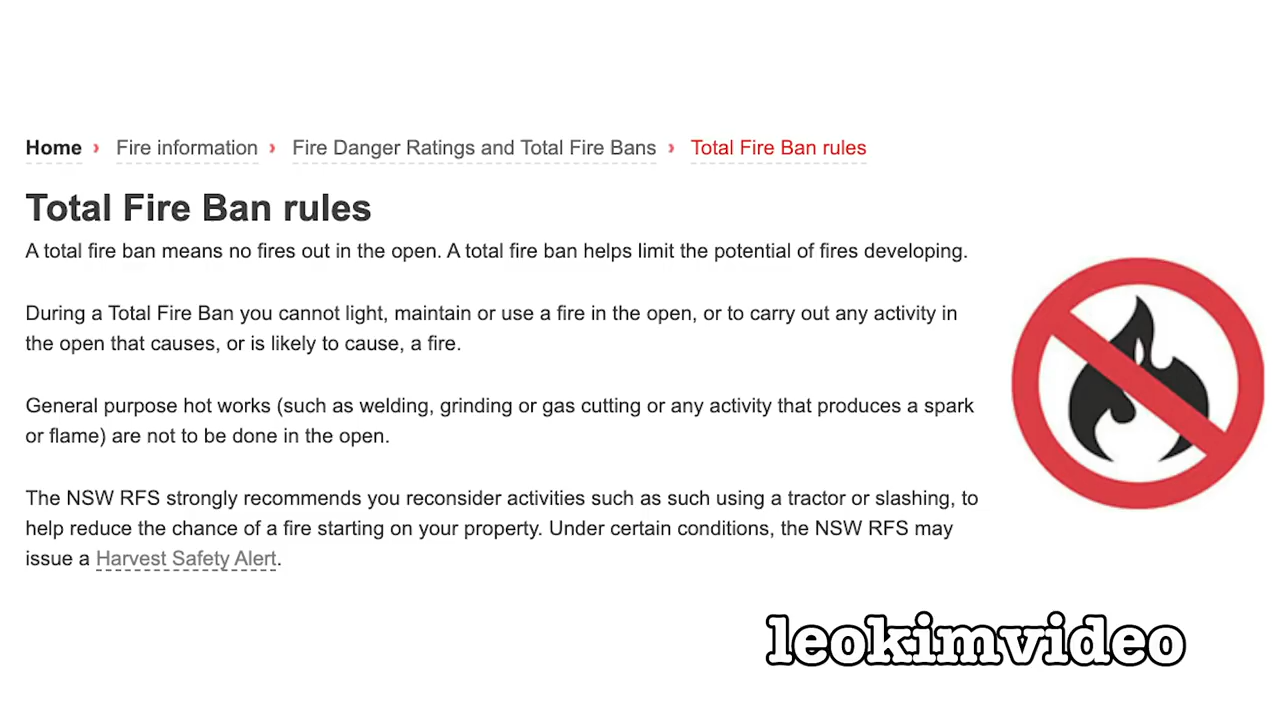 Home › Fire information › Fire Danger Ratings and Total Fire Bans › Total Fire Ban rules
Total Fire Ban rules
A total fire ban means no fires out in the open. A total fire ban helps limit the potential of fires developing.
During a Total Fire Ban you cannot light, maintain or use a fire in the open, or to carry out any activity in
the open that causes, or is likely to cause, a fire.
General purpose hot works (such as welding, grinding or gas cutting or any activity that produces a spark
or flame) are not to be done in the open.
The NSW RFS strongly recommends you reconsider activities such as such using a tractor or slashing, to
help reduce the chance of a fire starting on your property. Under certain conditions, the NSW RFS may
issue a Harvest Safety Alert.
leokimvideo